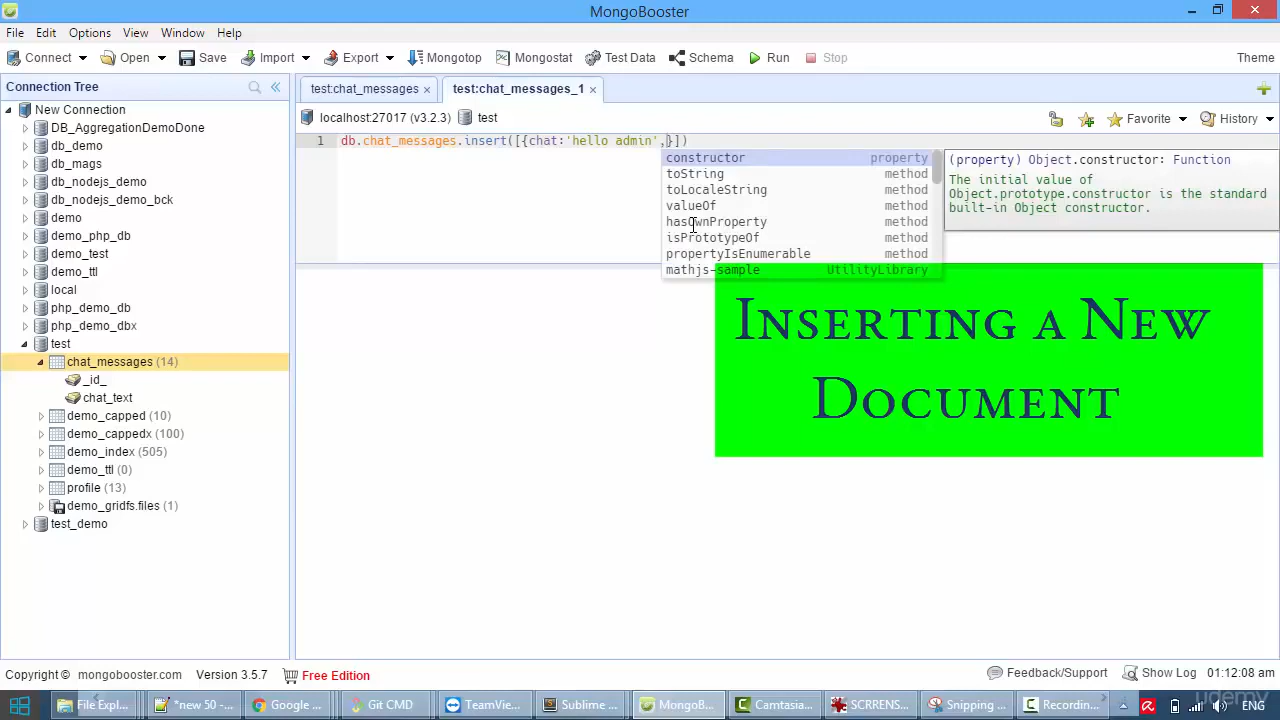 MongoBooster
File Edit Options View Window Help
Connect Open Save Import Export Mongotop Mongostat Test Data Schema Run Stop Theme
Connection Tree
test:chat_messages × test:chat_messages_1 ×
New Connection
localhost:27017 (v3.2.3) test Favorite History
DB_AggregationDemoDone
1 db.chat_messages.insert([{chat:'hello admin',}])
db_demo
db_mags
db_nodejs_demo
db_nodejs_demo_bck
demo
demo_php_db
demo_test
demo_ttl
local
php_demo_db
php_demo_dbx
test
chat_messages (14)
_id_
chat_text
demo_capped (10)
demo_cappedx (100)
demo_index (505)
demo_ttl (0)
profile (13)
demo_gridfs.files (1)
test_demo
constructor property
toString method
toLocaleString method
valueOf method
hasOwnProperty method
isPrototypeOf method
propertyIsEnumerable method
mathjs-sample UtilityLibrary
(property) Object.constructor: Function
The initial value of
Object.prototype.constructor is the standard
built-in Object constructor.
Inserting a New
Document
Copyright © mongobooster.com Version 3.5.7 Free Edition Feedback/Support Show Log 01:12:08 am
File Expl... "new 50 - ... Google ... Git CMD TeamVie... Sublime ... MongoB... Camtasia... SCRRENS... Snipping ... Recordin... ENG
udemy